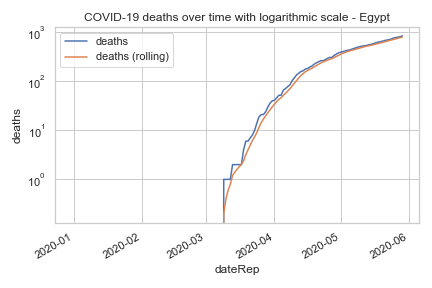 COVID-19 deaths over time with logarithmic scale - Egypt
deaths
deaths (rolling)
10³
10²
10¹
10⁰
deaths
2020-01
2020-02
2020-03
2020-04
2020-05
2020-06
dateRep